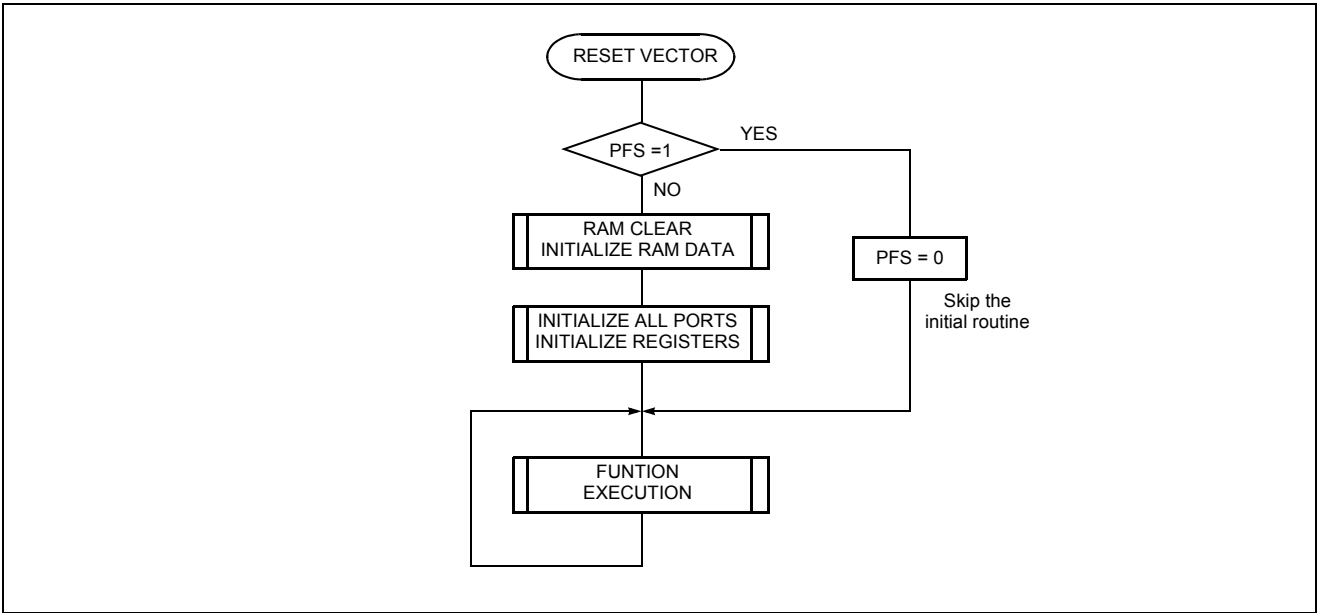 RESET VECTOR
PFS =1
YES
NO
RAM CLEAR
INITIALIZE RAM DATA
PFS = 0
Skip the
initial routine
INITIALIZE ALL PORTS
INITIALIZE REGISTERS
FUNTION
EXECUTION